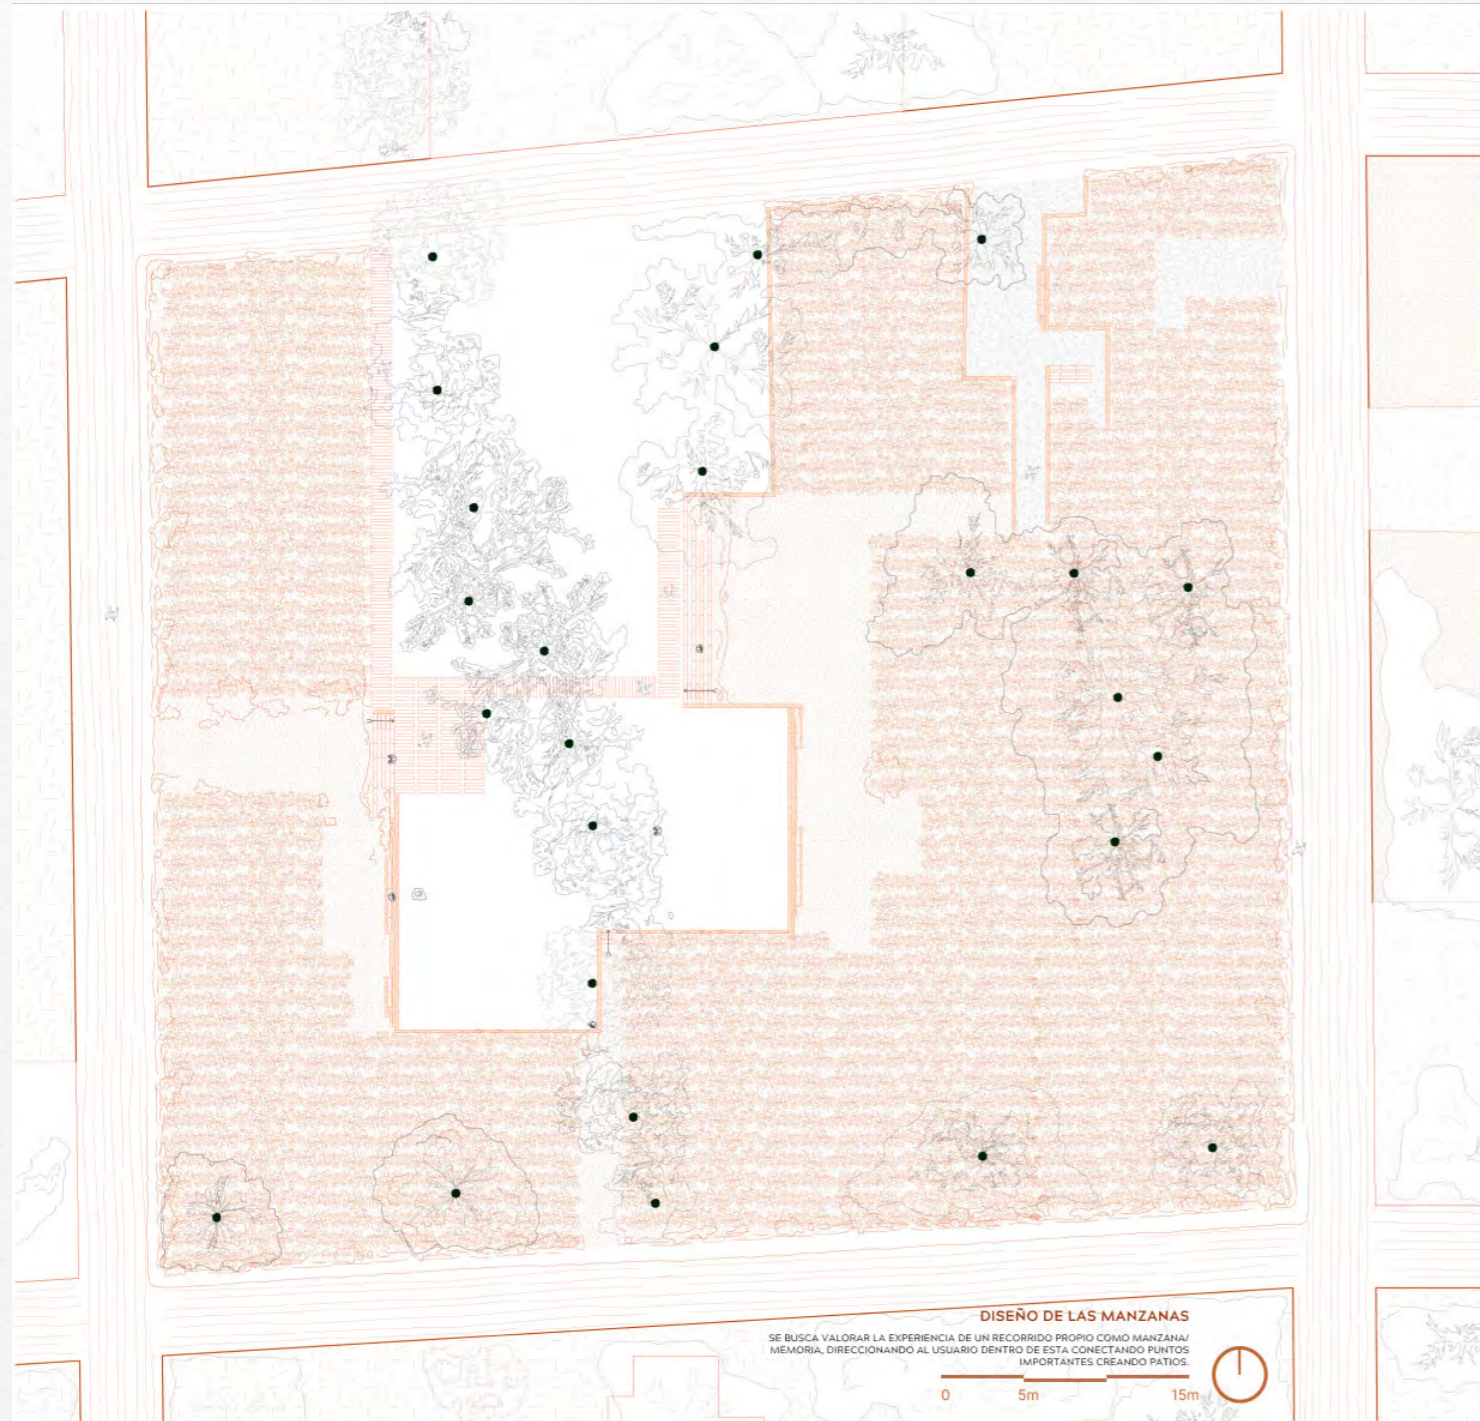 DISEÑO DE LAS MANZANAS
SE BUSCA VALORAR LA EXPERIENCIA DE UN RECORRIDO PROPIO COMO MANZANA/
MEMORIA, DIRECCIONANDO AL USUARIO DENTRO DE ESTA CONECTANDO PUNTOS
IMPORTANTES CREANDO PATIOS.
0 5m 15m